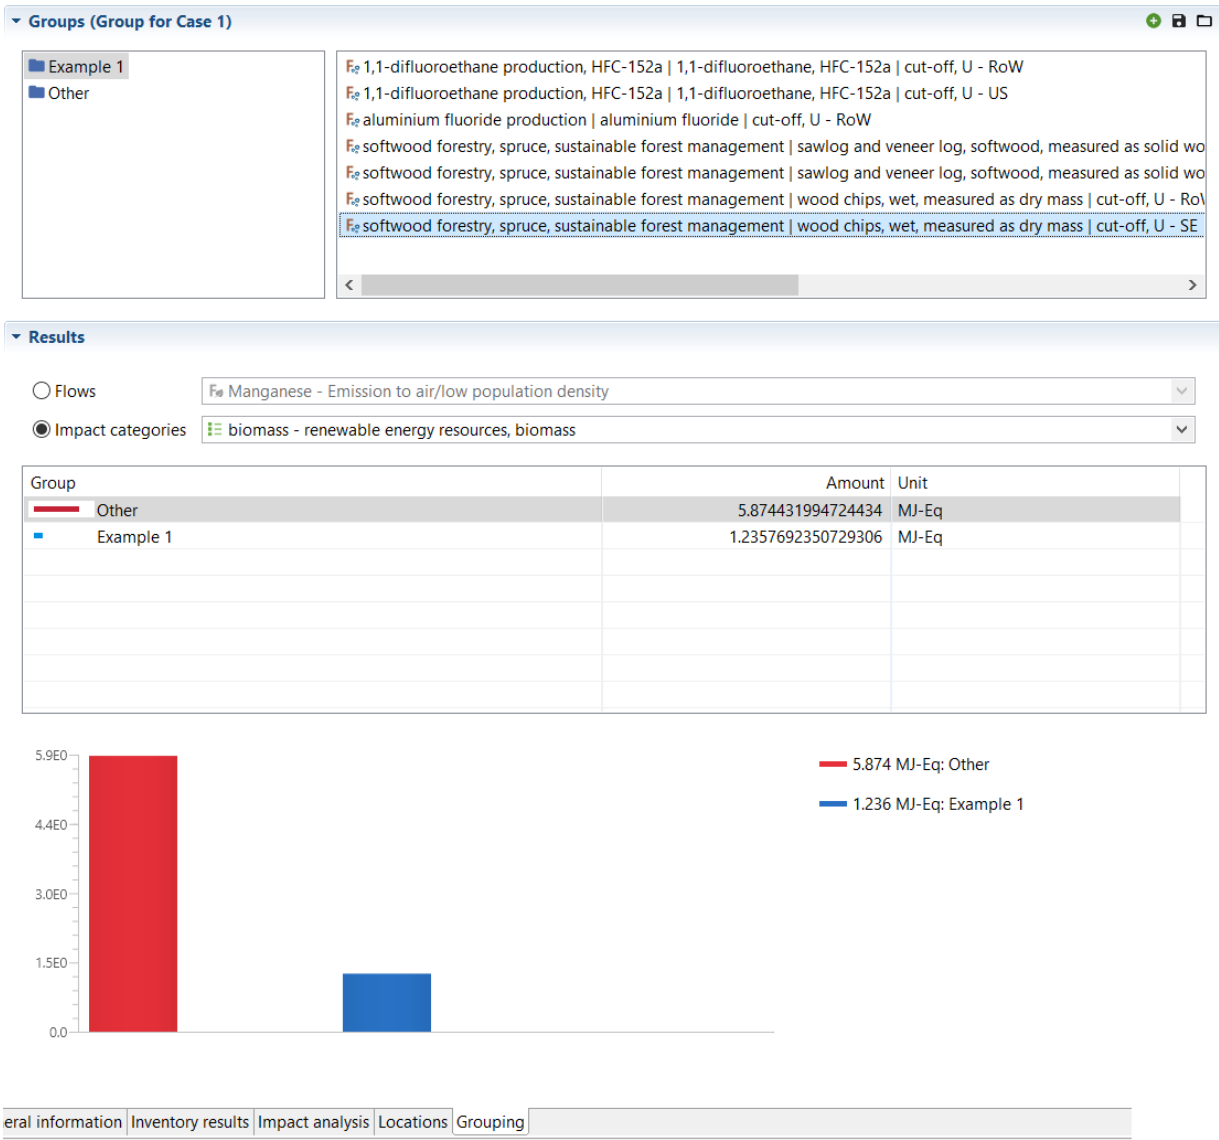 Groups (Group for Case 1)
Example 1
Other
1,1-difluoroethane production, HFC-152a | 1,1-difluoroethane, HFC-152a | cut-off, U - RoW
1,1-difluoroethane production, HFC-152a | 1,1-difluoroethane, HFC-152a | cut-off, U - US
aluminium fluoride production | aluminium fluoride | cut-off, U - RoW
softwood forestry, spruce, sustainable forest management | sawlog and veneer log, softwood, measured as solid wo
softwood forestry, spruce, sustainable forest management | sawlog and veneer log, softwood, measured as solid wo
softwood forestry, spruce, sustainable forest management | wood chips, wet, measured as dry mass | cut-off, U - Ro
softwood forestry, spruce, sustainable forest management | wood chips, wet, measured as dry mass | cut-off, U - SE
Results
Flows Manganese - Emission to air/low population density
Impact categories biomass - renewable energy resources, biomass
Group Amount Unit
Other 5.874431994724434 MJ-Eq
Example 1 1.2357692350729306 MJ-Eq
5.9E0
4.4E0
3.0E0
1.5E0
0.0
5.874 MJ-Eq: Other
1.236 MJ-Eq: Example 1
eral information Inventory results Impact analysis Locations Grouping